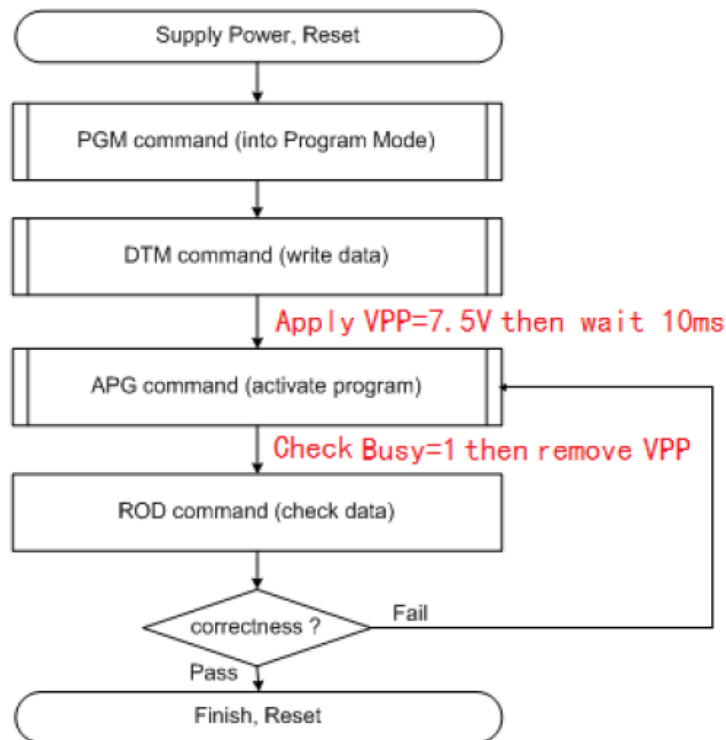 Supply Power, Reset
PGM command (into Program Mode)
DTM command (write data)
Apply VPP=7.5V then wait 10ms
APG command (activate program)
Check Busy=1 then remove VPP
ROD command (check data)
correctness ?
Fail
Pass
Finish, Reset